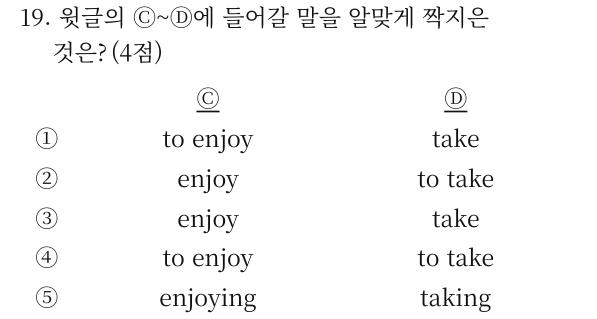 19. 윗글의 Ⓒ~Ⓓ에 들어갈 말을 알맞게 짝지은
것은? (4점)
Ⓒ Ⓓ
① to enjoy take
② enjoy to take
③ enjoy take
④ to enjoy to take
⑤ enjoying taking